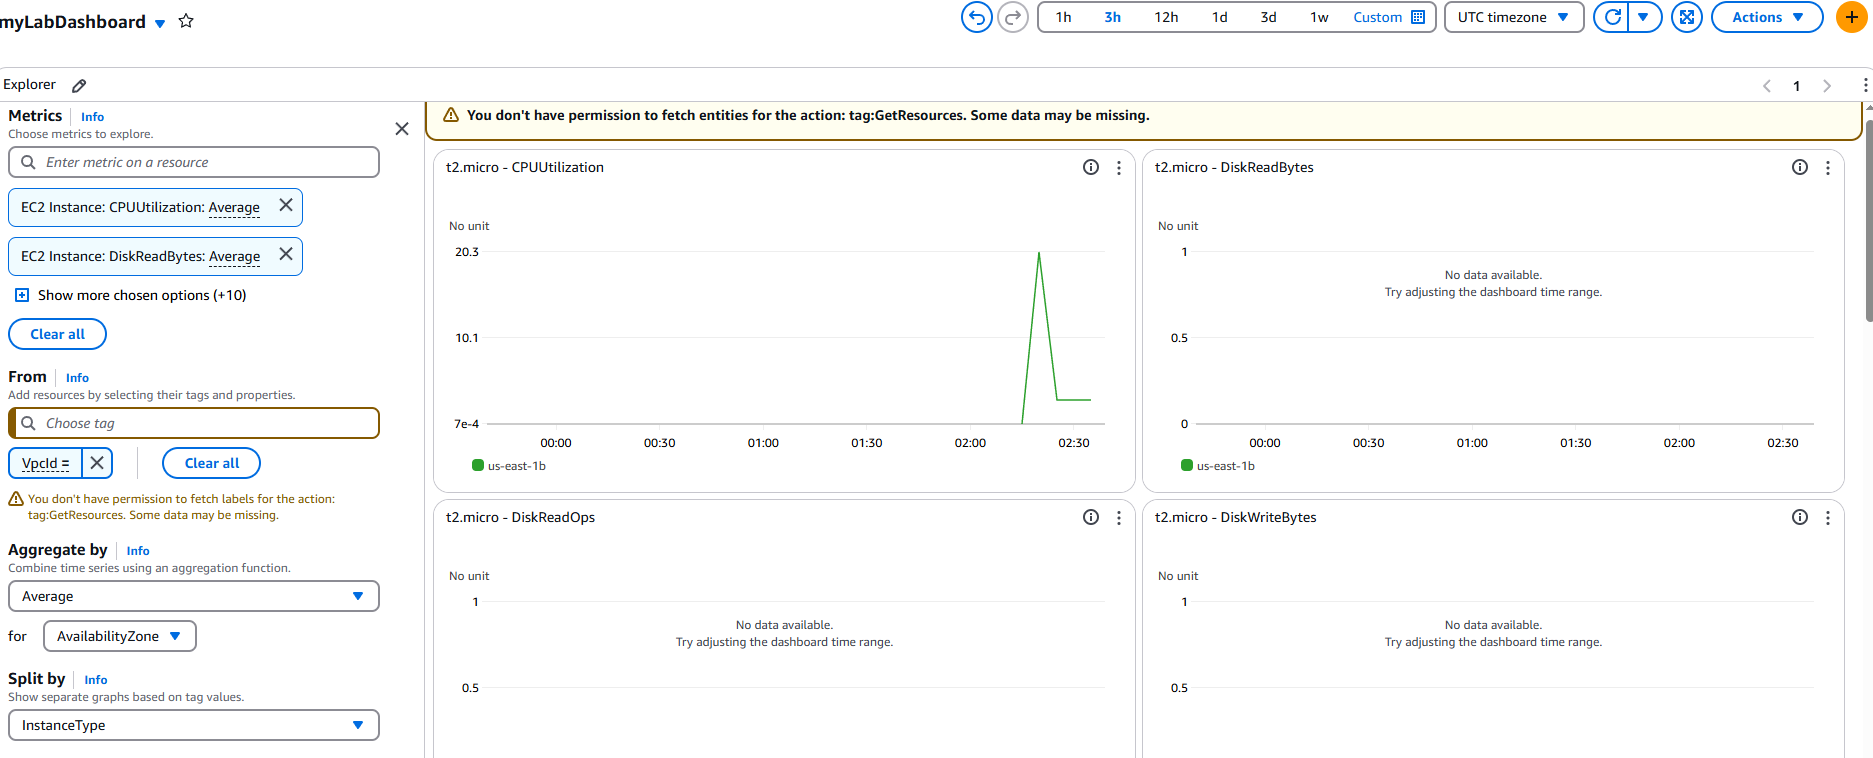 myLabDashboard
1h 3h 12h 1d 3d 1w Custom UTC timezone Actions
Explorer
1
Metrics Info
Choose metrics to explore.
Enter metric on a resource
EC2 Instance: CPUUtilization: Average
EC2 Instance: DiskReadBytes: Average
Show more chosen options (+10)
Clear all
From Info
Add resources by selecting their tags and properties.
Choose tag
VpcId =
Clear all
You don't have permission to fetch labels for the action:
tag:GetResources. Some data may be missing.
Aggregate by Info
Combine time series using an aggregation function.
Average
for AvailabilityZone
Split by Info
Show separate graphs based on tag values.
InstanceType
You don't have permission to fetch entities for the action: tag:GetResources. Some data may be missing.
t2.micro - CPUUtilization
No unit
20.3
10.1
7e-4
00:00 00:30 01:00 01:30 02:00 02:30
us-east-1b
t2.micro - DiskReadBytes
No unit
1
No data available.
Try adjusting the dashboard time range.
0.5
0
00:00 00:30 01:00 01:30 02:00 02:30
us-east-1b
t2.micro - DiskReadOps
No unit
1
No data available.
Try adjusting the dashboard time range.
0.5
t2.micro - DiskWriteBytes
No unit
1
No data available.
Try adjusting the dashboard time range.
0.5